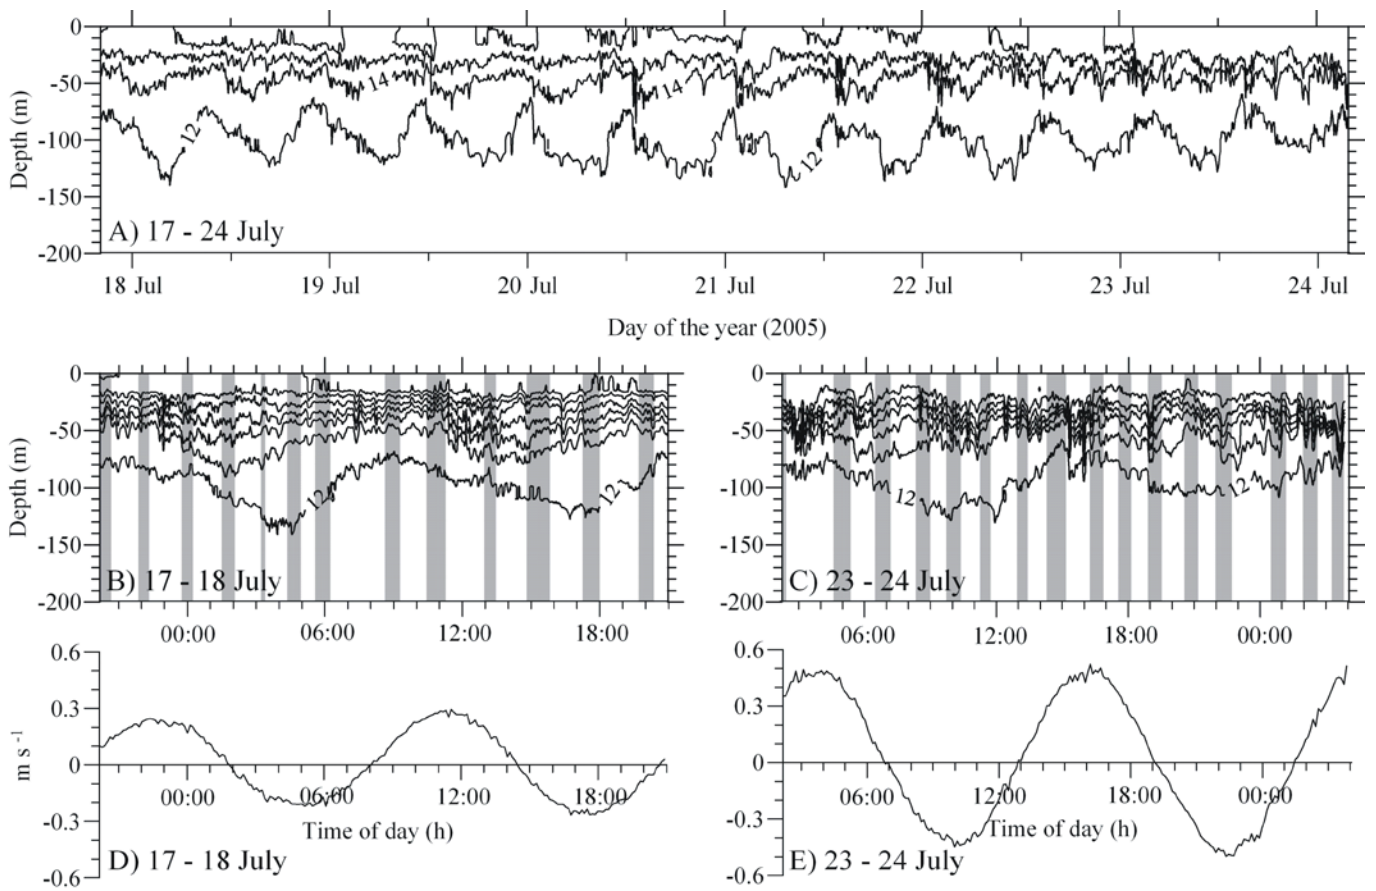 0
-50
-100
-150
-200
Depth (m)
14
14
12
12
A) 17 - 24 July
18 Jul 19 Jul 20 Jul 21 Jul 22 Jul 23 Jul 24 Jul
Day of the year (2005)
0
-50
-100
-150
-200
Depth (m)
12
12
B) 17 - 18 July
00:00 06:00 12:00 18:00
0
-50
-100
-150
-200
12
12
C) 23 - 24 July
06:00 12:00 18:00 00:00
0.6
0.3
0
-0.3
-0.6
m s -1
00:00 06:00 12:00 18:00
Time of day (h)
D) 17 - 18 July
0.6
0.3
0
-0.3
-0.6
06:00 12:00 18:00 00:00
Time of day (h)
E) 23 - 24 July